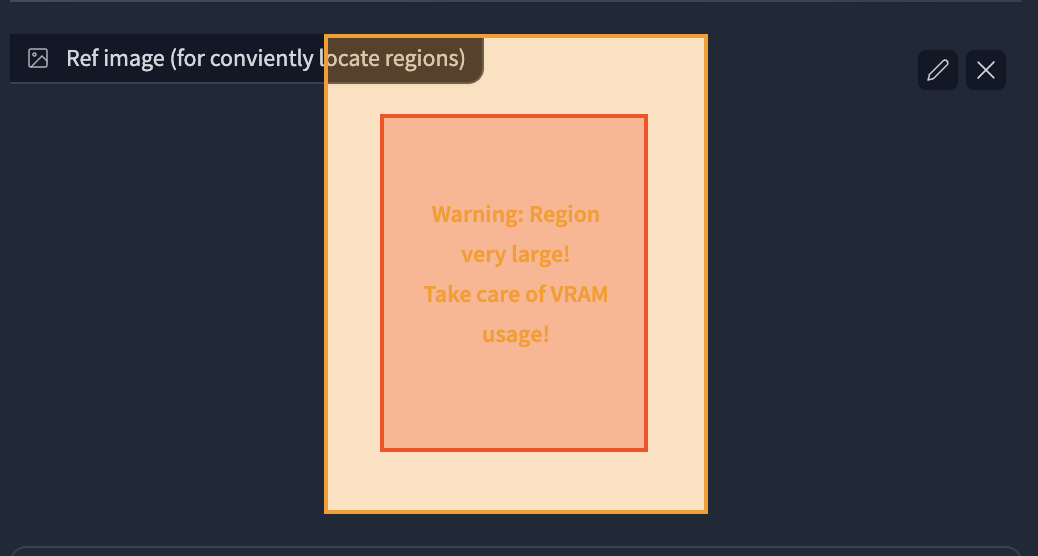 Ref image (for conviently locate regions)
Warning: Region
very large!
Take care of VRAM
usage!